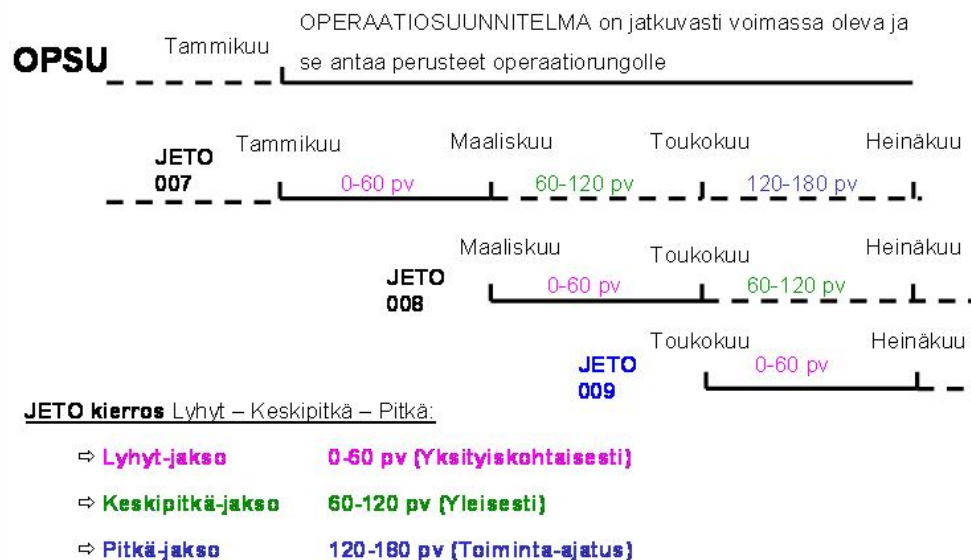 OPERAATIOSUUNNITELMA on jatkuvasti voimassa oleva ja
OPSU Tammikuu se antaa perusteet operaatiorungolle
Tammikuu Maaliskuu Toukokuu Heinäkuu
JETO
007 0-60 pv 60-120 pv 120-180 pv
Maaliskuu Toukokuu Heinäkuu
JETO
008 0-60 pv 60-120 pv
Toukokuu Heinäkuu
JETO
009 0-60 pv
JETO kierros Lyhyt – Keskipitkä – Pitkä:
⇨ Lyhyt-jakso 0-60 pv (Yksityiskohtaisesti)
⇨ Keskipitkä-jakso 60-120 pv (Yleisesti)
⇨ Pitkä-jakso 120-180 pv (Toiminta-ajatus)